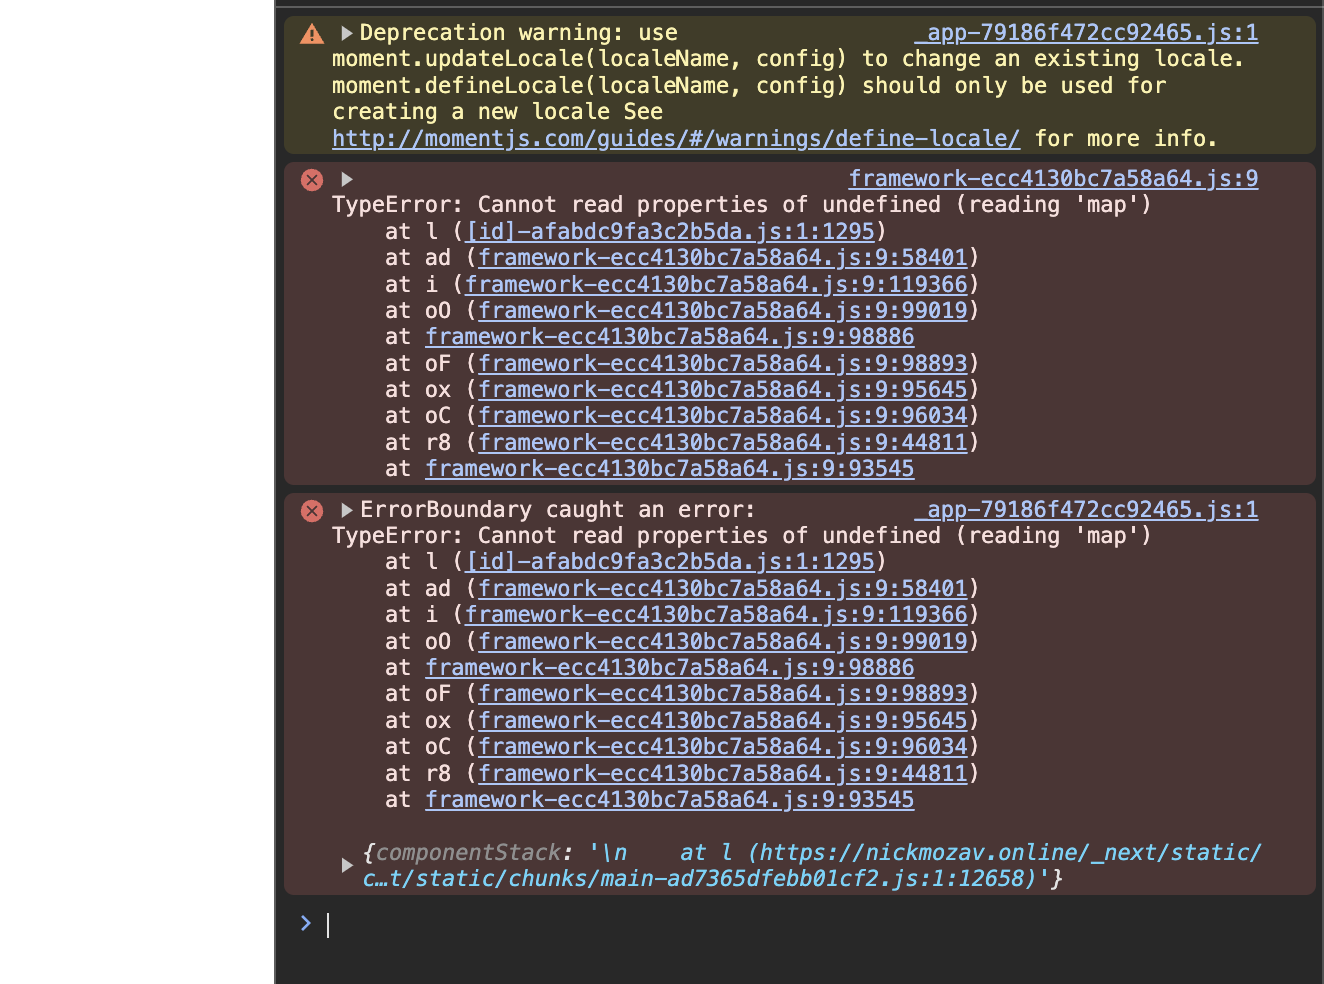 Deprecation warning: use _app-79186f472cc92465.js:1
moment.updateLocale(localeName, config) to change an existing locale.
moment.defineLocale(localeName, config) should only be used for
creating a new locale See
http://momentjs.com/guides/#/warnings/define-locale/ for more info.
framework-ecc4130bc7a58a64.js:9
TypeError: Cannot read properties of undefined (reading 'map')
at l ([id]-afabdc9fa3c2b5da.js:1:1295)
at ad (framework-ecc4130bc7a58a64.js:9:58401)
at i (framework-ecc4130bc7a58a64.js:9:119366)
at oO (framework-ecc4130bc7a58a64.js:9:99019)
at framework-ecc4130bc7a58a64.js:9:98886
at oF (framework-ecc4130bc7a58a64.js:9:98893)
at ox (framework-ecc4130bc7a58a64.js:9:95645)
at oC (framework-ecc4130bc7a58a64.js:9:96034)
at r8 (framework-ecc4130bc7a58a64.js:9:44811)
at framework-ecc4130bc7a58a64.js:9:93545
ErrorBoundary caught an error: _app-79186f472cc92465.js:1
TypeError: Cannot read properties of undefined (reading 'map')
at l ([id]-afabdc9fa3c2b5da.js:1:1295)
at ad (framework-ecc4130bc7a58a64.js:9:58401)
at i (framework-ecc4130bc7a58a64.js:9:119366)
at oO (framework-ecc4130bc7a58a64.js:9:99019)
at framework-ecc4130bc7a58a64.js:9:98886
at oF (framework-ecc4130bc7a58a64.js:9:98893)
at ox (framework-ecc4130bc7a58a64.js:9:95645)
at oC (framework-ecc4130bc7a58a64.js:9:96034)
at r8 (framework-ecc4130bc7a58a64.js:9:44811)
at framework-ecc4130bc7a58a64.js:9:93545
{componentStack: '\n    at l (https://nickmozav.online/_next/static/
c…t/static/chunks/main-ad7365dfebb01cf2.js:1:12658)'}